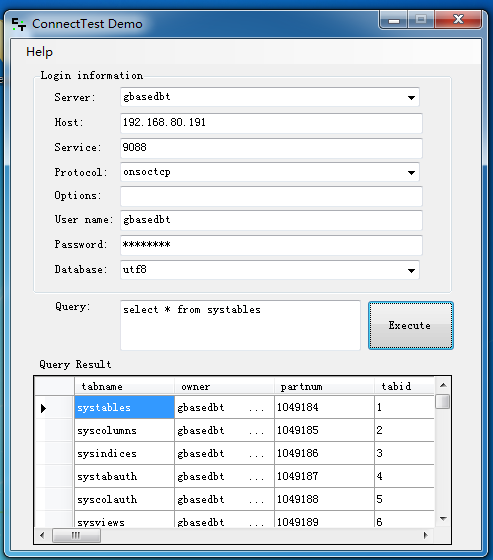 ConnectTest Demo
Help
Login information
Server: gbasedbt
Host: 192.168.80.191
Service: 9088
Protocol: onsoctcp
Options:
User name: gbasedbt
Password: ********
Database: utf8
Query: select * from systables
Execute
Query Result
tabname owner partnum tabid
systables gbasedbt ... 1049184 1
syscolumns gbasedbt ... 1049185 2
sysindices gbasedbt ... 1049186 3
systabauth gbasedbt ... 1049187 4
syscolauth gbasedbt ... 1049188 5
sysviews gbasedbt ... 1049189 6